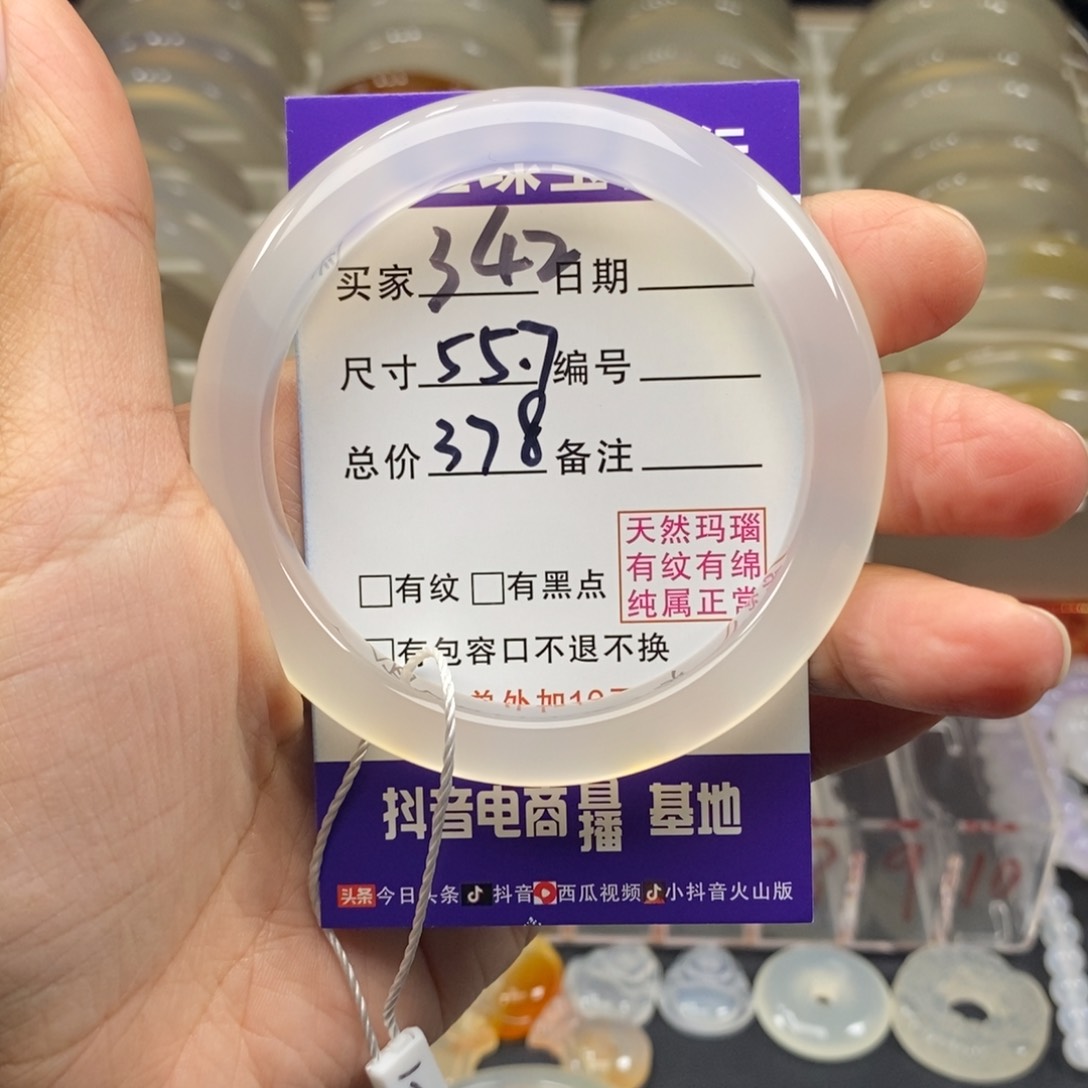 买家 342 日期
尺寸 55.7 编号
总价 378 备注
天然玛瑙
有纹有绵
纯属正常
□有纹 □有黑点
□有包容口不退不换
抖音电商直播 基地
头条 今日头条 抖音 西瓜视频 小抖音火山版
9 10